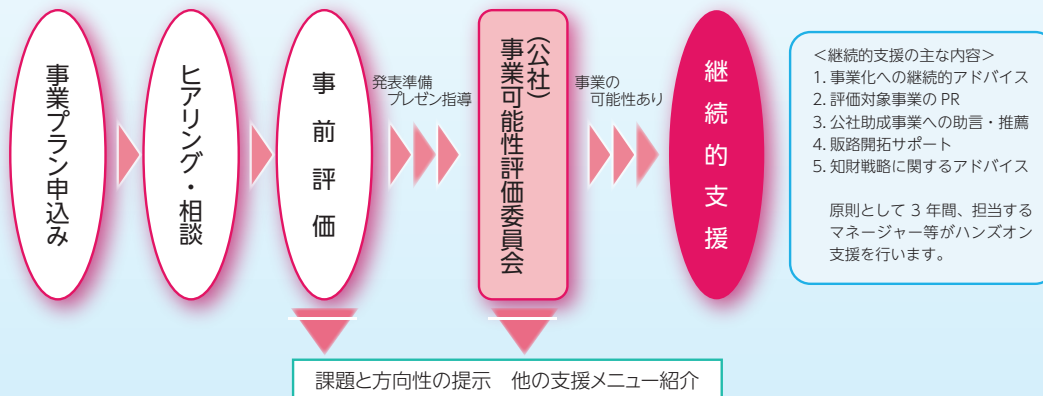 事業プラン申込み
ヒアリング・相談
事前評価
発表準備
プレゼン指導
(公社)
事業可能性評価委員会
事業の
可能性あり
継続的支援
＜継続的支援の主な内容＞
1. 事業化への継続的アドバイス
2. 評価対象事業の PR
3. 公社助成事業への助言・推薦
4. 販路開拓サポート
5. 知財戦略に関するアドバイス
原則として 3 年間、担当する
マネージャー等がハンズオン
支援を行います。
課題と方向性の提示　他の支援メニュー紹介